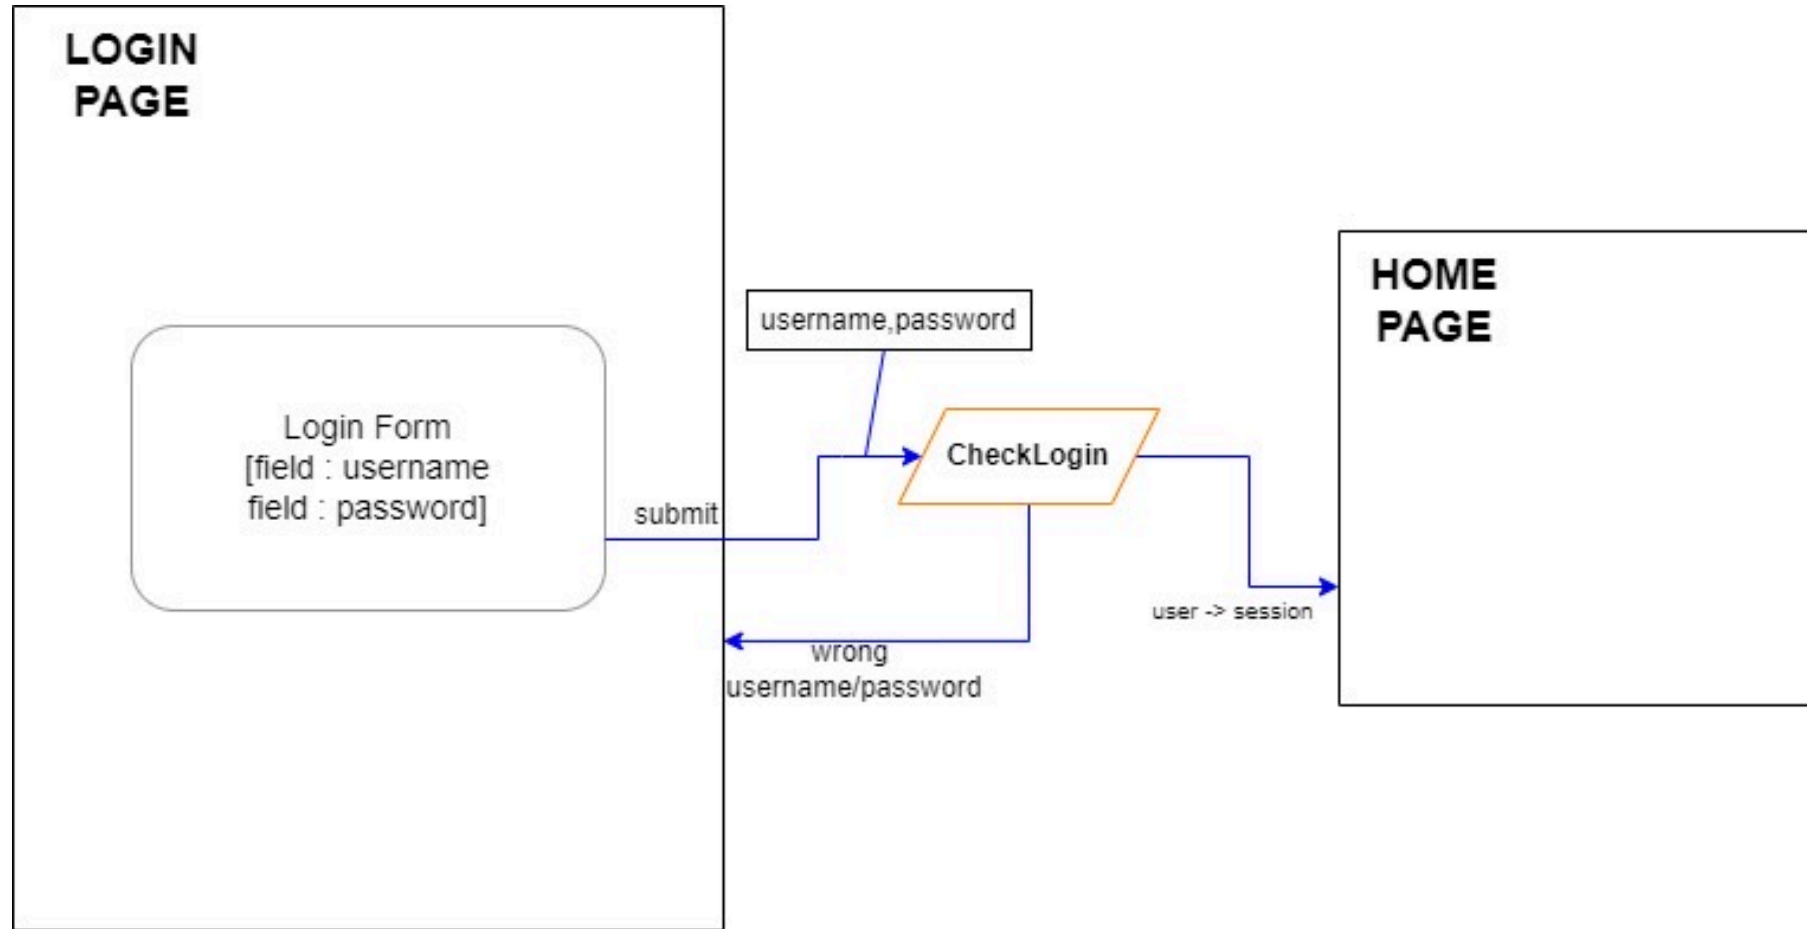 LOGIN
PAGE
Login Form
[field : username
field : password]
submit
username,password
CheckLogin
wrong
username/password
user -> session
HOME
PAGE